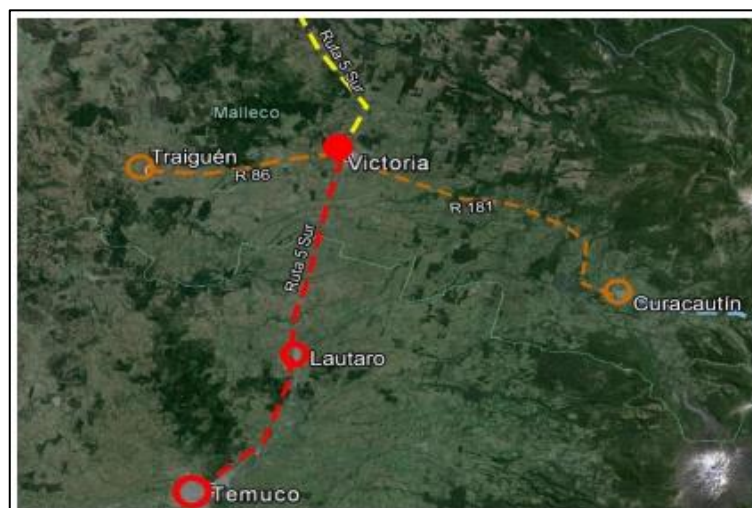 Ruta 5 Sur
Malleco
Traiguén
Victoria
R 86
R 181
Ruta 5 Sur
Curacautín
Lautaro
Temuco